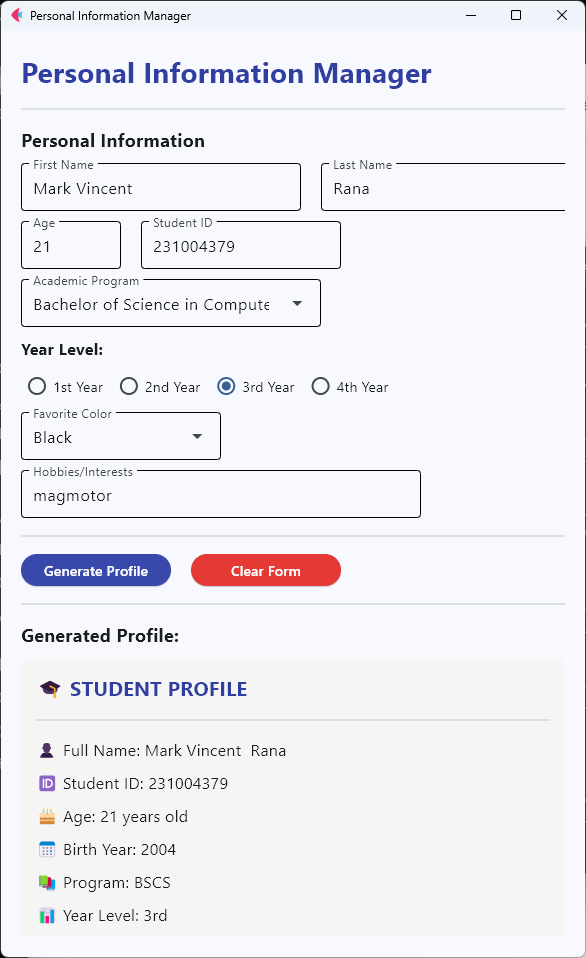 Personal Information Manager
Personal Information Manager
Personal Information
First Name
Last Name
Mark Vincent
Rana
Age
Student ID
21
231004379
Academic Program
Bachelor of Science in Compute
Year Level:
1st Year 2nd Year 3rd Year 4th Year
Favorite Color
Black
Hobbies/Interests
magmotor
Generate Profile Clear Form
Generated Profile:
STUDENT PROFILE
Full Name: Mark Vincent  Rana
ID Student ID: 231004379
Age: 21 years old
Birth Year: 2004
Program: BSCS
Year Level: 3rd